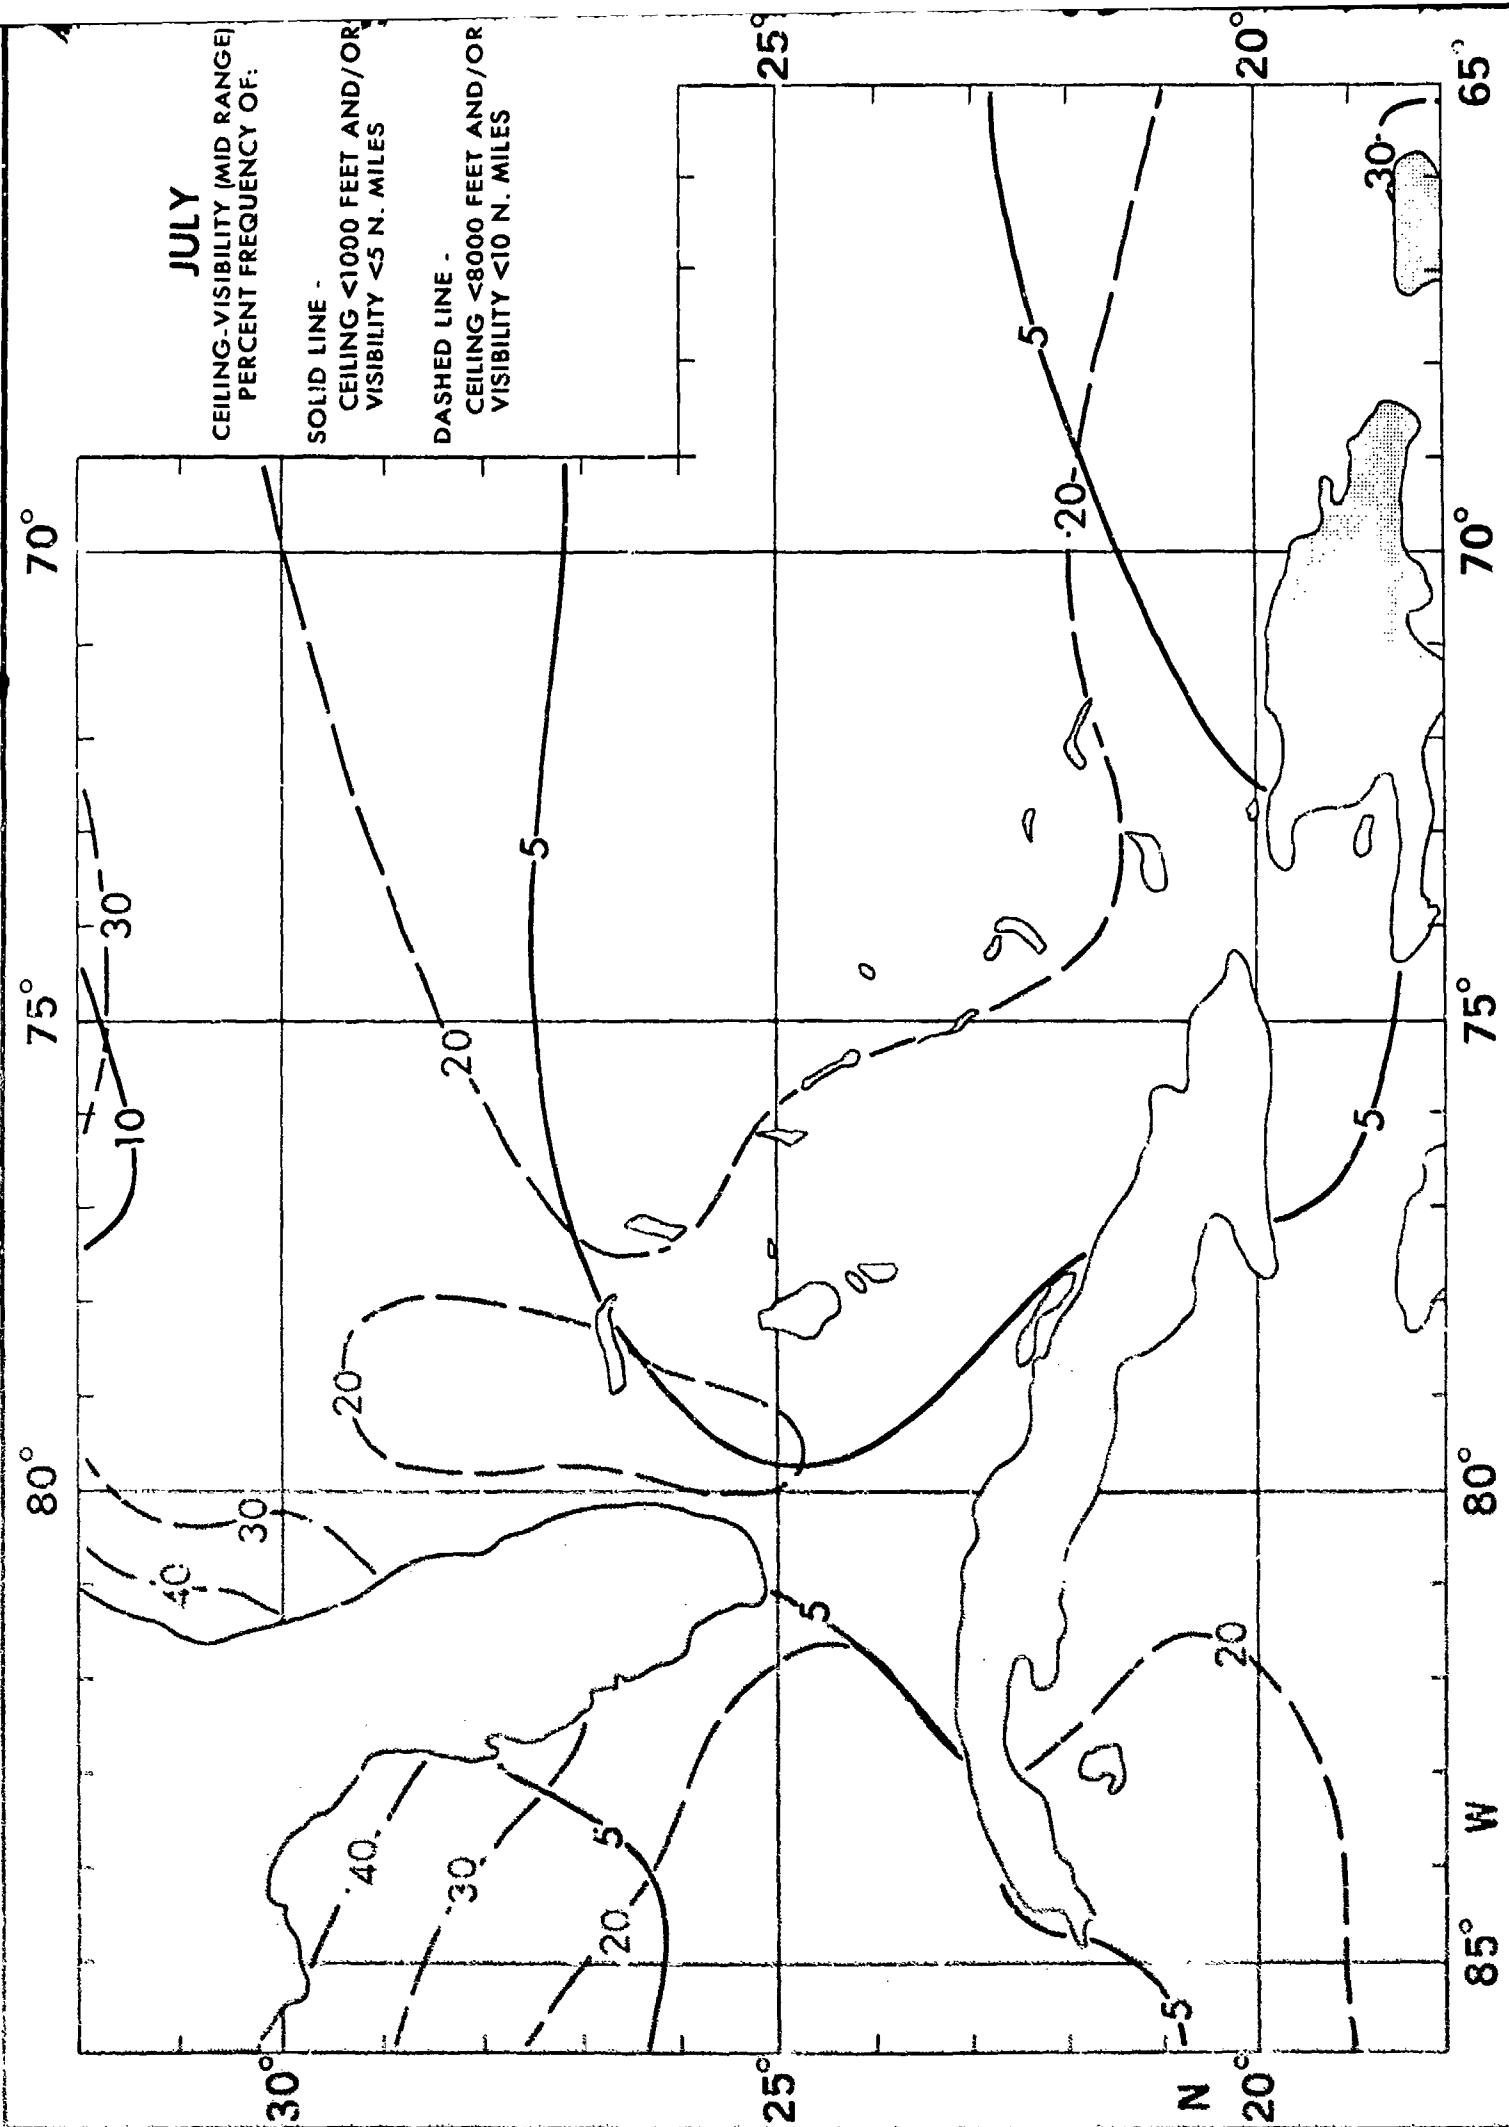 JULY
CEILING-VISIBILITY (MID RANGE)
PERCENT FREQUENCY OF:
SOLID LINE -
CEILING <1000 FEET AND/OR
VISIBILITY <5 N. MILES
DASHED LINE -
CEILING <8000 FEET AND/OR
VISIBILITY <10 N. MILES
80°
75°
70°
30°
25°
N
20°
25°
20°
85°
W
80°
75°
70°
65°
40
30
10
30
20
20
5
40
30
20
5
5
20
5
20
5
5
5
30